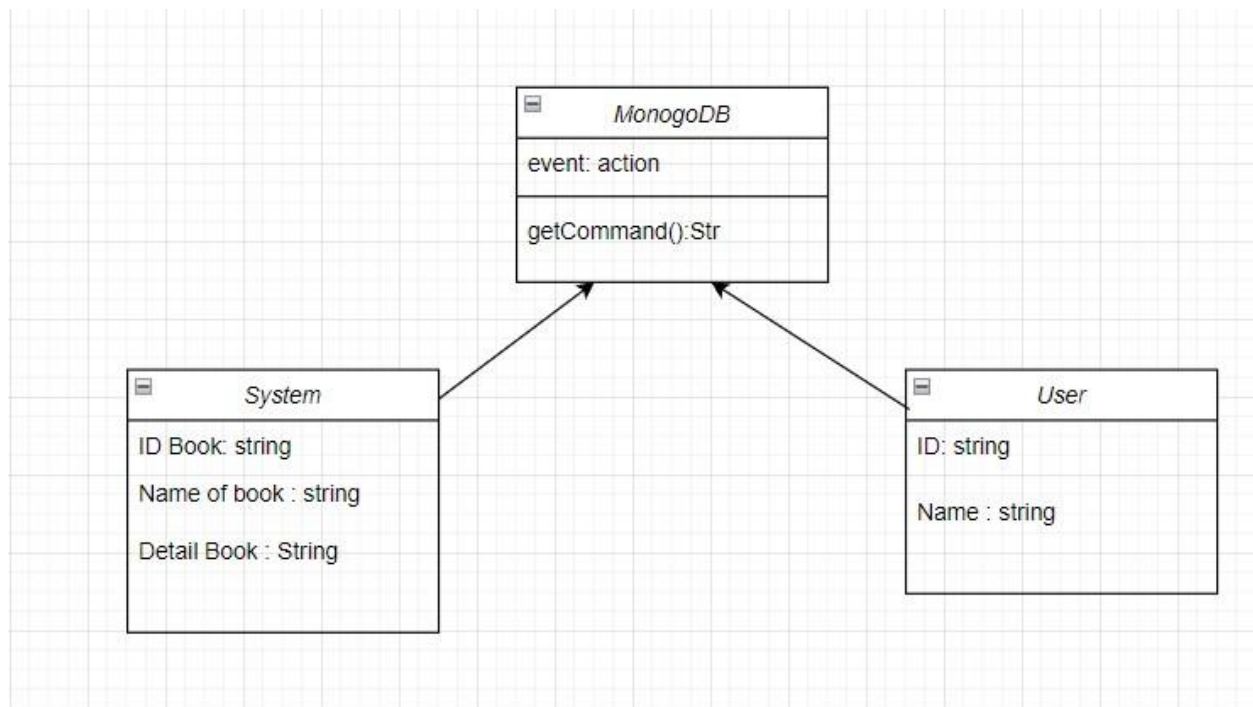 MonogoDB
event: action
getCommand():Str
System
ID Book: string
Name of book : string
Detail Book : String
User
ID: string
Name : string